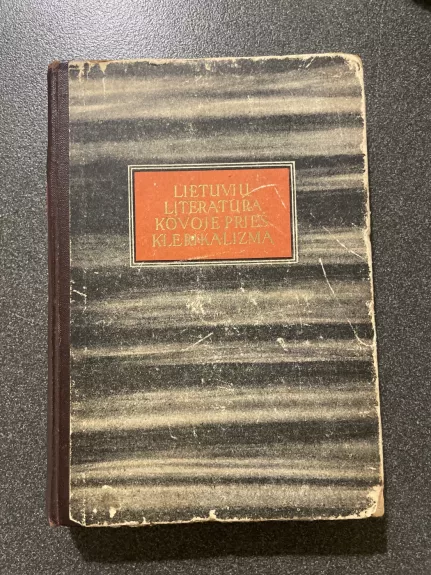 LIETUVIŲ
LITERATŪRA
KOVOJE PRIEŠ
KLERIKALIZMĄ